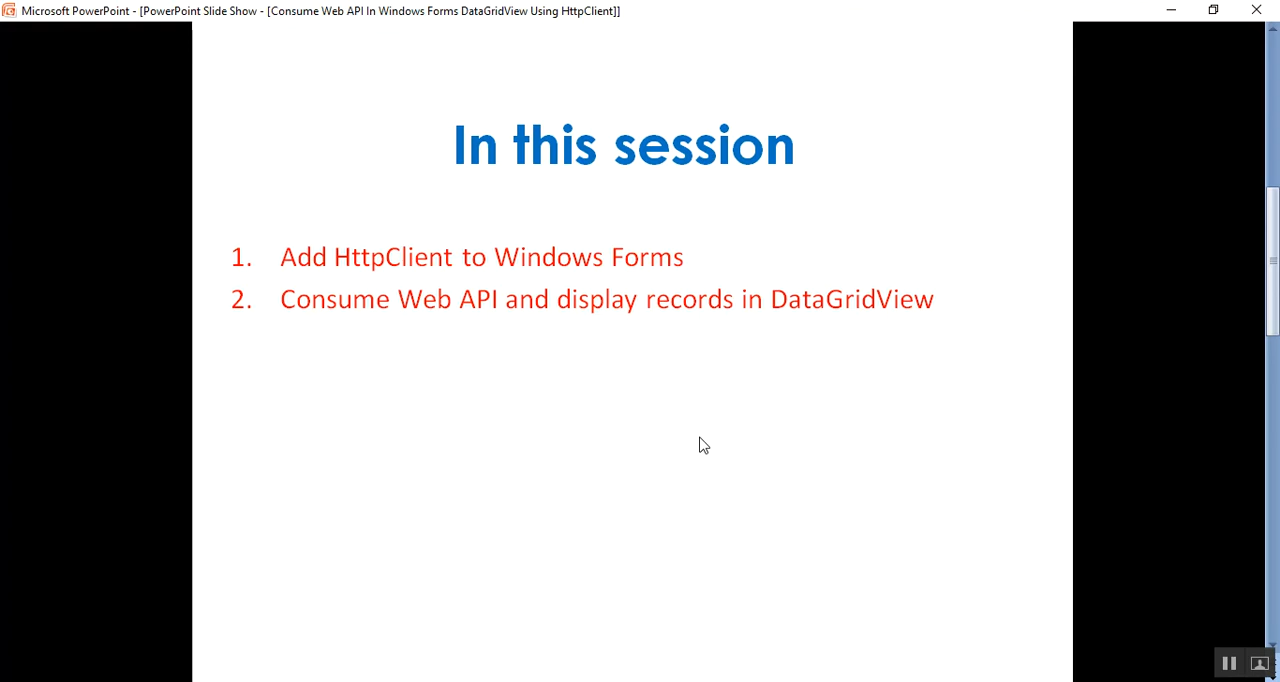 Microsoft PowerPoint - [PowerPoint Slide Show - [Consume Web API In Windows Forms DataGridView Using HttpClient]]
In this session
1. Add HttpClient to Windows Forms
2. Consume Web API and display records in DataGridView